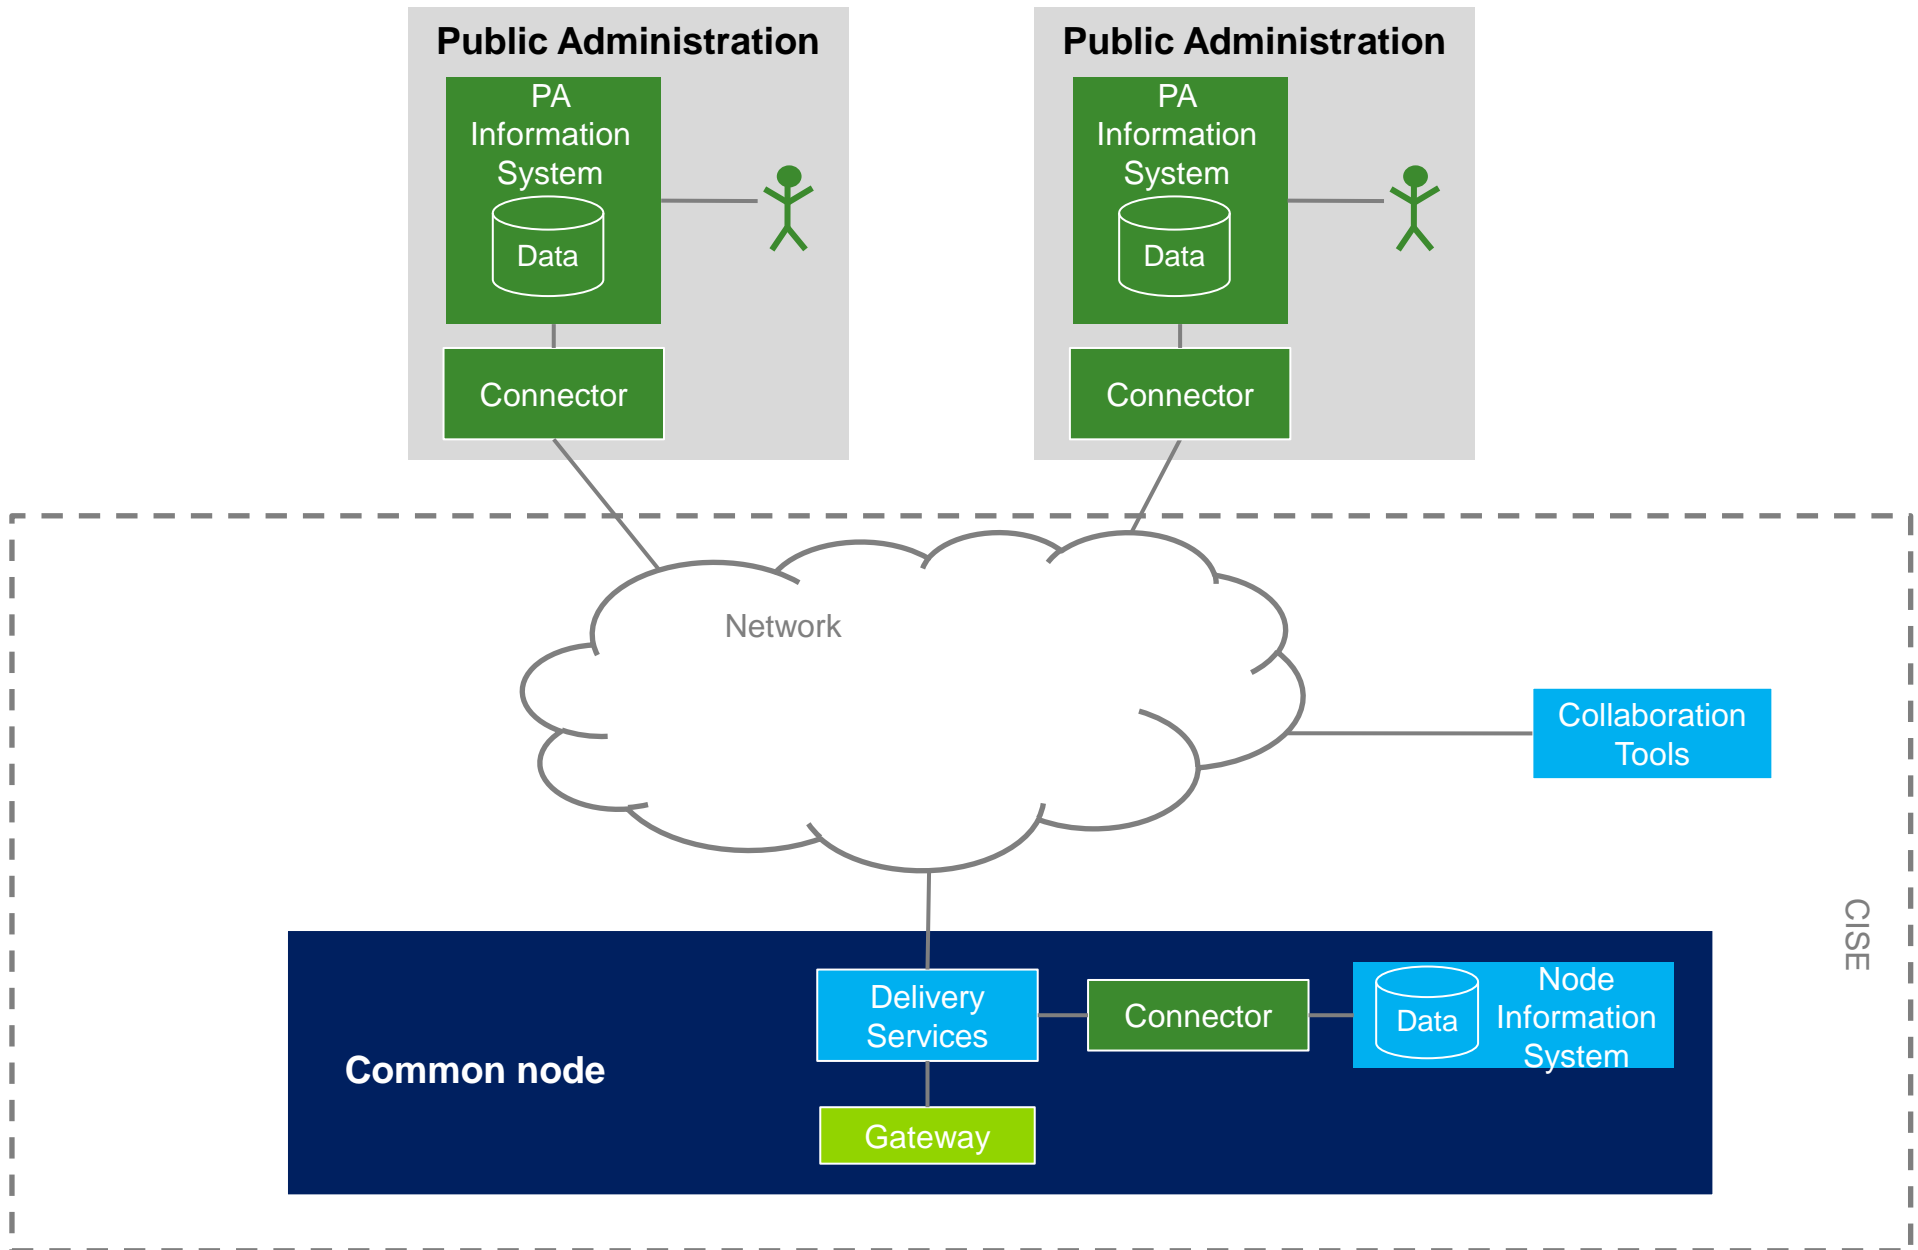 Public Administration
PA
Information
System
Data
Connector
Public Administration
PA
Information
System
Data
Connector
Network
Collaboration
Tools
CISE
Common node
Delivery
Services
Connector
Data
Node
Information
System
Gateway